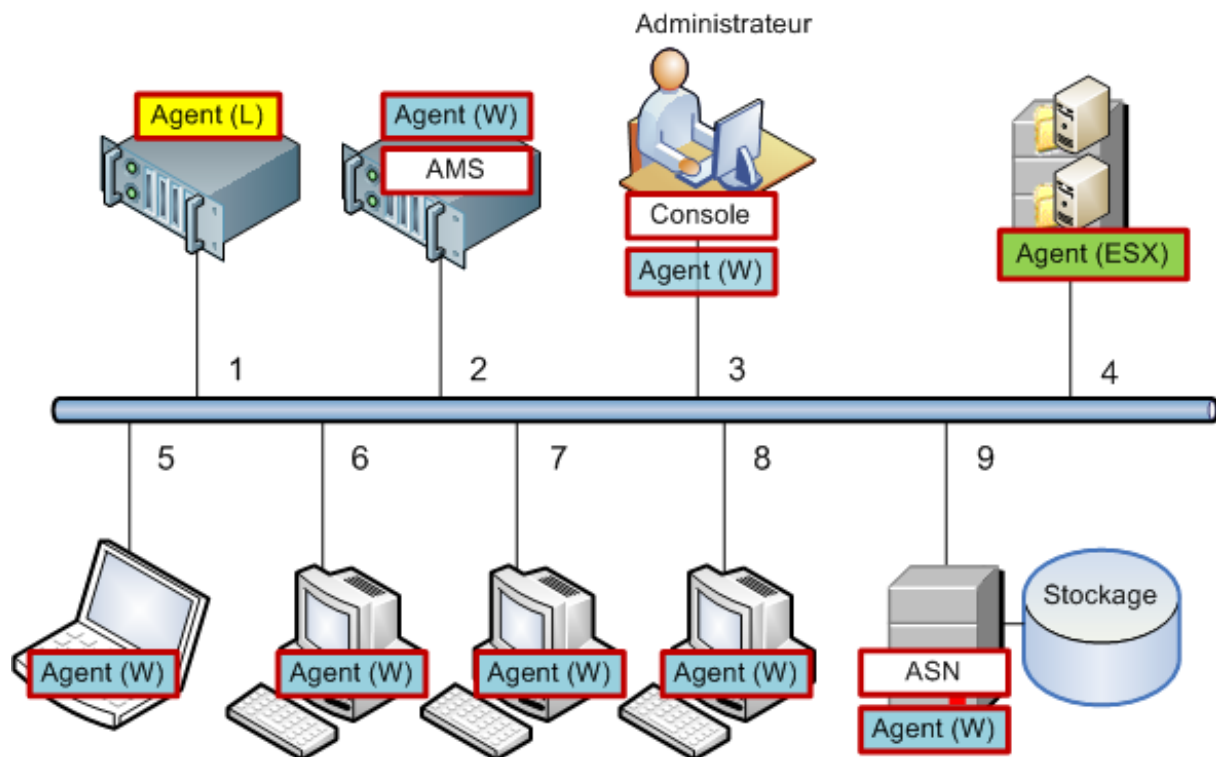 Administrateur
Agent (L)
Agent (W)
AMS
Console
Agent (W)
Agent (ESX)
1
2
3
4
5
6
7
8
9
Agent (W)
Agent (W)
Agent (W)
Agent (W)
ASN
Agent (W)
Stockage